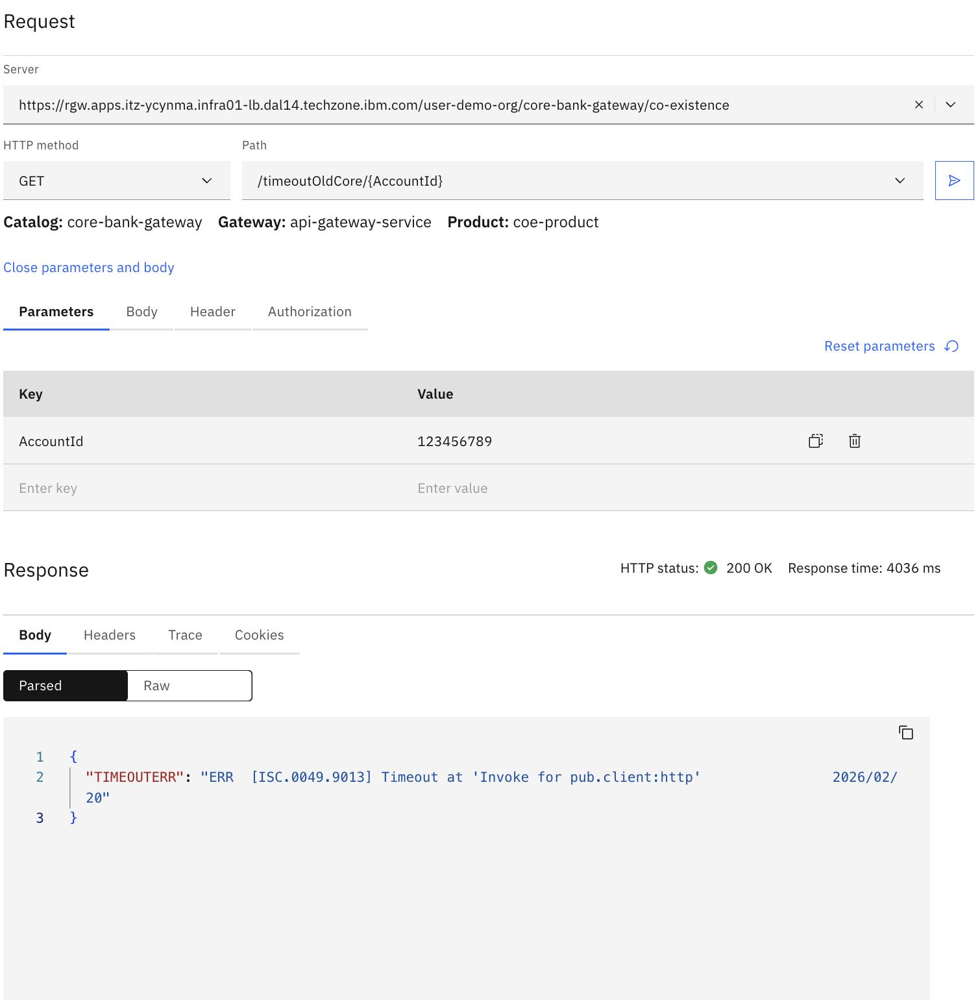 Request
Server
https://rgw.apps.itz-ycynma.infra01-lb.dal14.techzone.ibm.com/user-demo-org/core-bank-gateway/co-existence
HTTP method Path
GET /timeoutOldCore/{AccountId}
Catalog: core-bank-gateway Gateway: api-gateway-service Product: coe-product
Close parameters and body
Parameters Body Header Authorization
Reset parameters
Key Value
AccountId 123456789
Enter key Enter value
Response HTTP status: 200 OK Response time: 4036 ms
Body Headers Trace Cookies
Parsed Raw
1 {
2 "TIMEOUTERR": "ERR  [ISC.0049.9013] Timeout at 'Invoke for pub.client:http'                2026/02/
20"
3 }